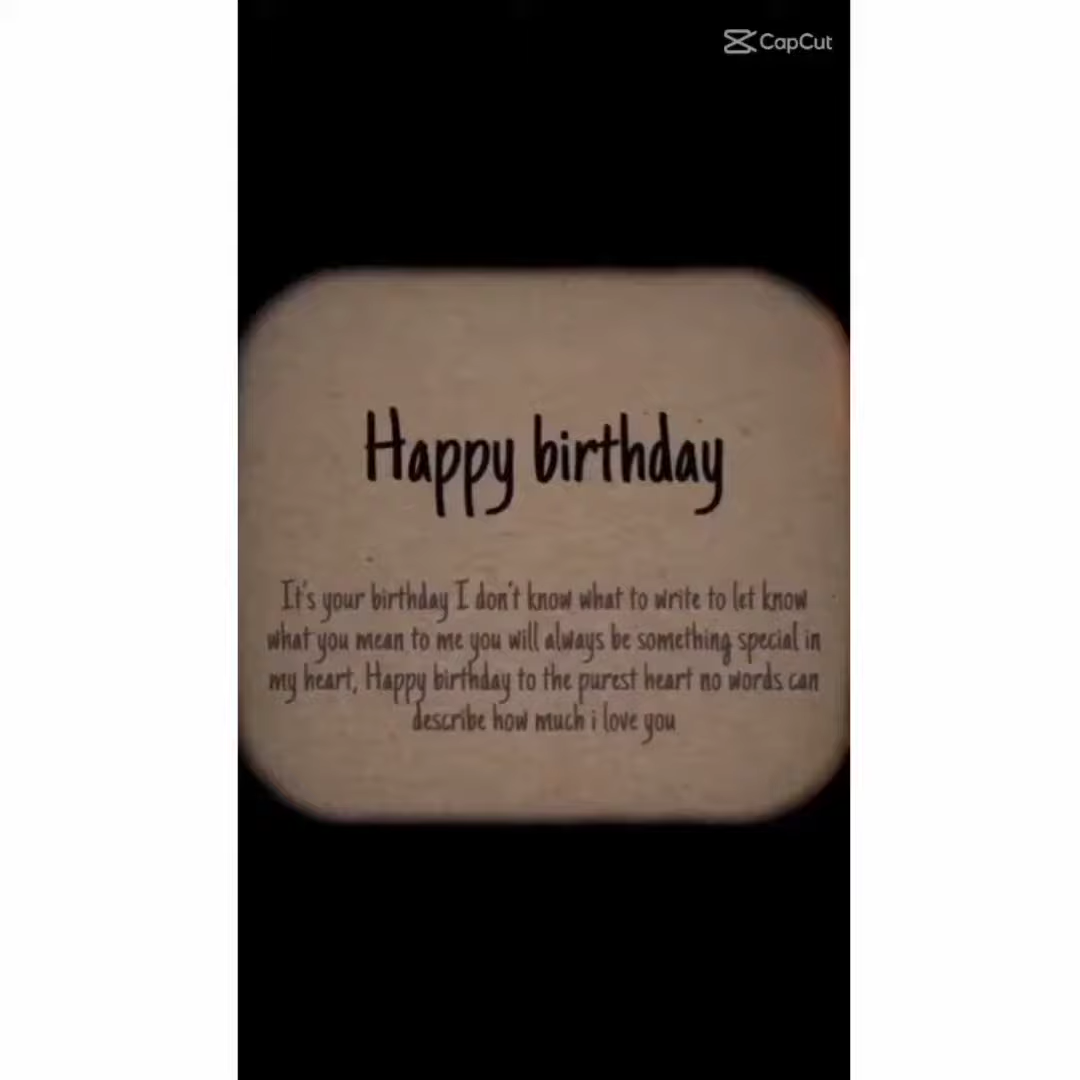 CapCut
Happy birthday
It's your birthday I don't know what to write to let know
what you mean to me you will always be something special in
my heart, Happy birthday to the purest heart no words can
describe how much i love you